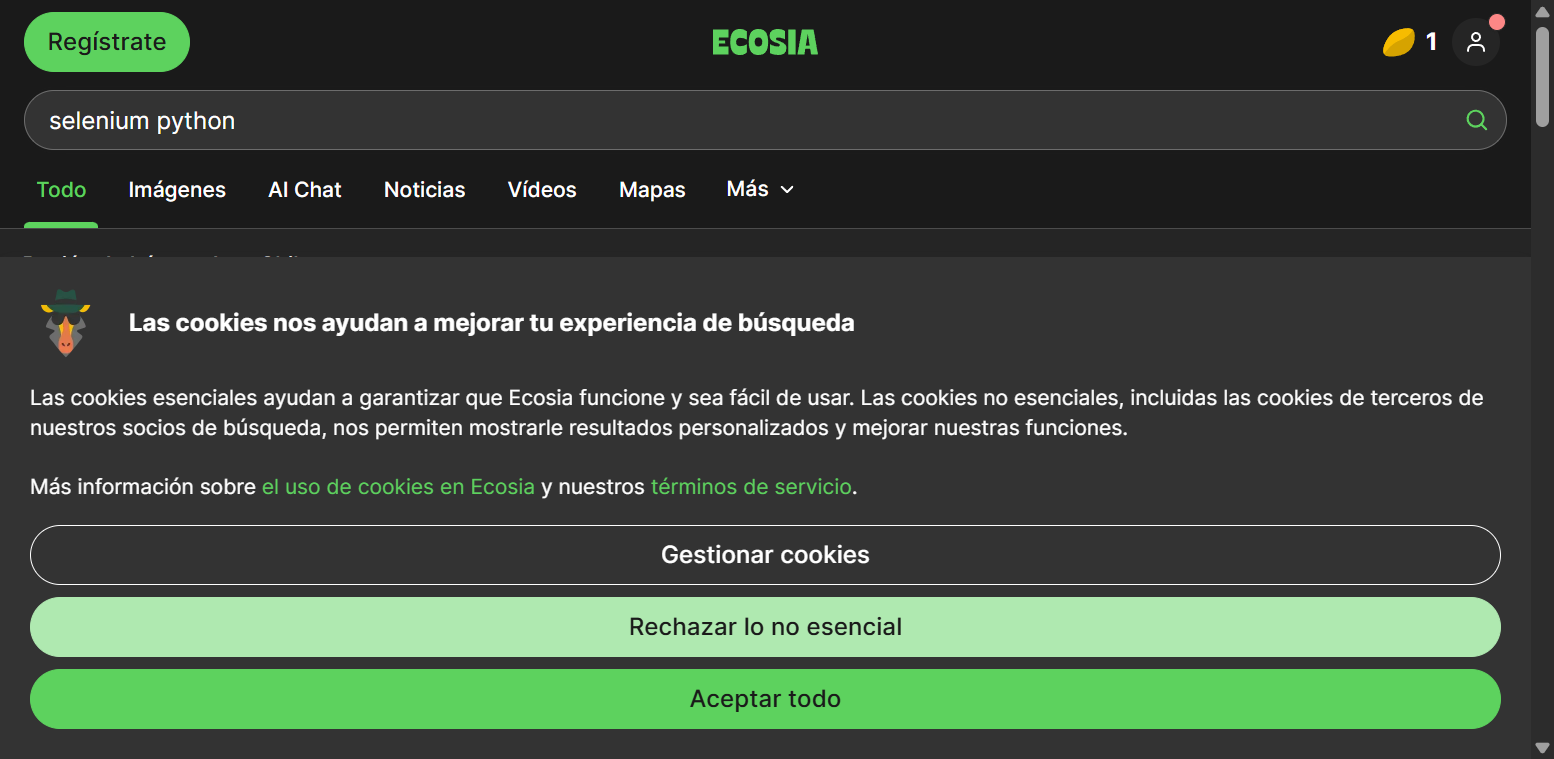 Regístrate
ECOSIA
1
selenium python
Todo Imágenes AI Chat Noticias Vídeos Mapas Más
Las cookies nos ayudan a mejorar tu experiencia de búsqueda
Las cookies esenciales ayudan a garantizar que Ecosia funcione y sea fácil de usar. Las cookies no esenciales, incluidas las cookies de terceros de
nuestros socios de búsqueda, nos permiten mostrarle resultados personalizados y mejorar nuestras funciones.
Más información sobre el uso de cookies en Ecosia y nuestros términos de servicio.
Gestionar cookies
Rechazar lo no esencial
Aceptar todo